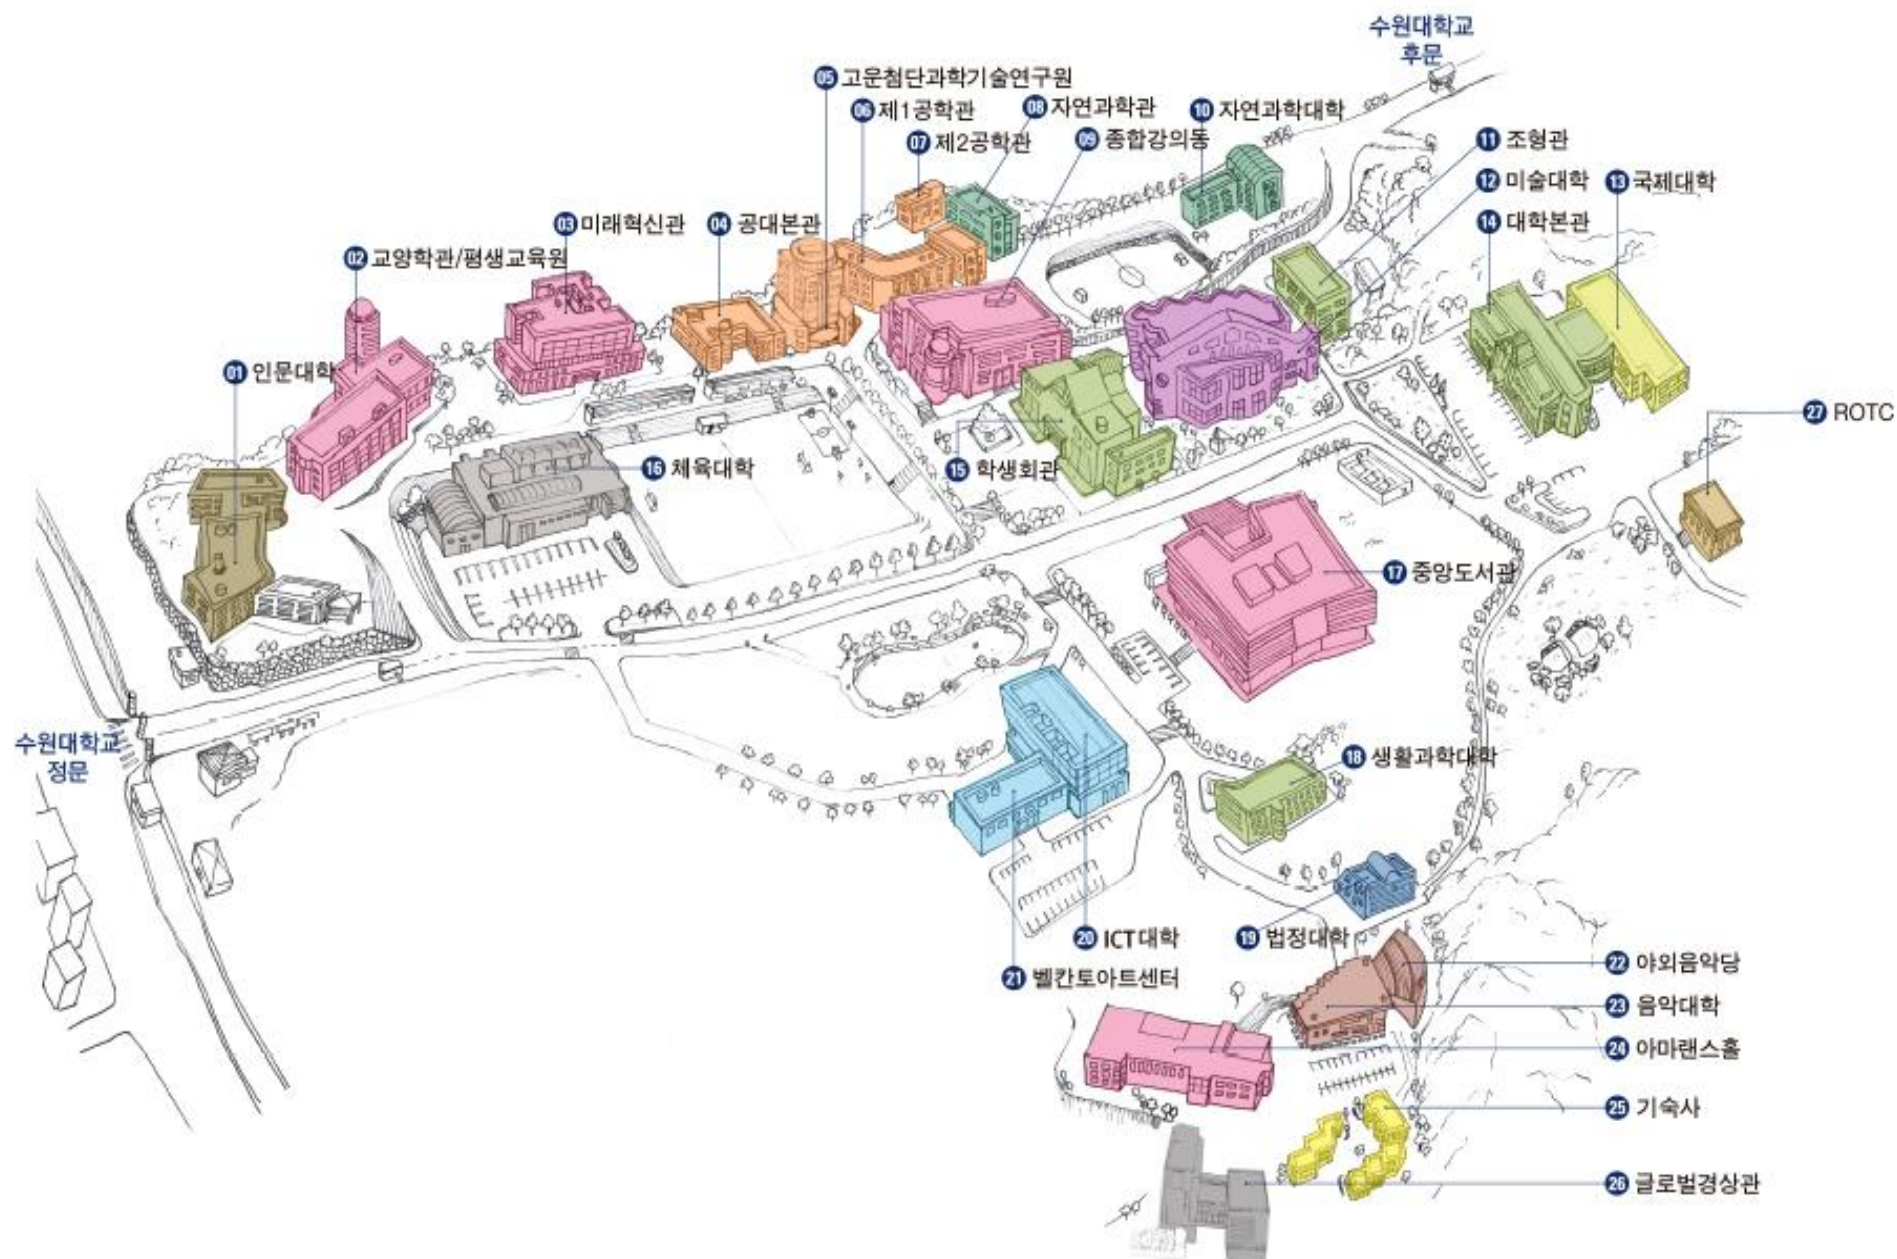 수원대학교
후문
05 고운첨단과학기술연구원
06 제1공학관
08 자연과학관
10 자연과학대학
07 제2공학관
09 종합강의동
11 조형관
12 미술대학
13 국제대학
03 미래혁신관
04 공대본관
14 대학본관
02 교양학관/평생교육원
01 인문대학
27 ROTC
16 체육대학
15 학생회관
17 중앙도서관
수원대학교
정문
18 생활과학대학
20 ICT대학
19 법정대학
21 벨칸토아트센터
22 야외음악당
23 음악대학
24 아마랜스홀
25 기숙사
26 글로벌경상관